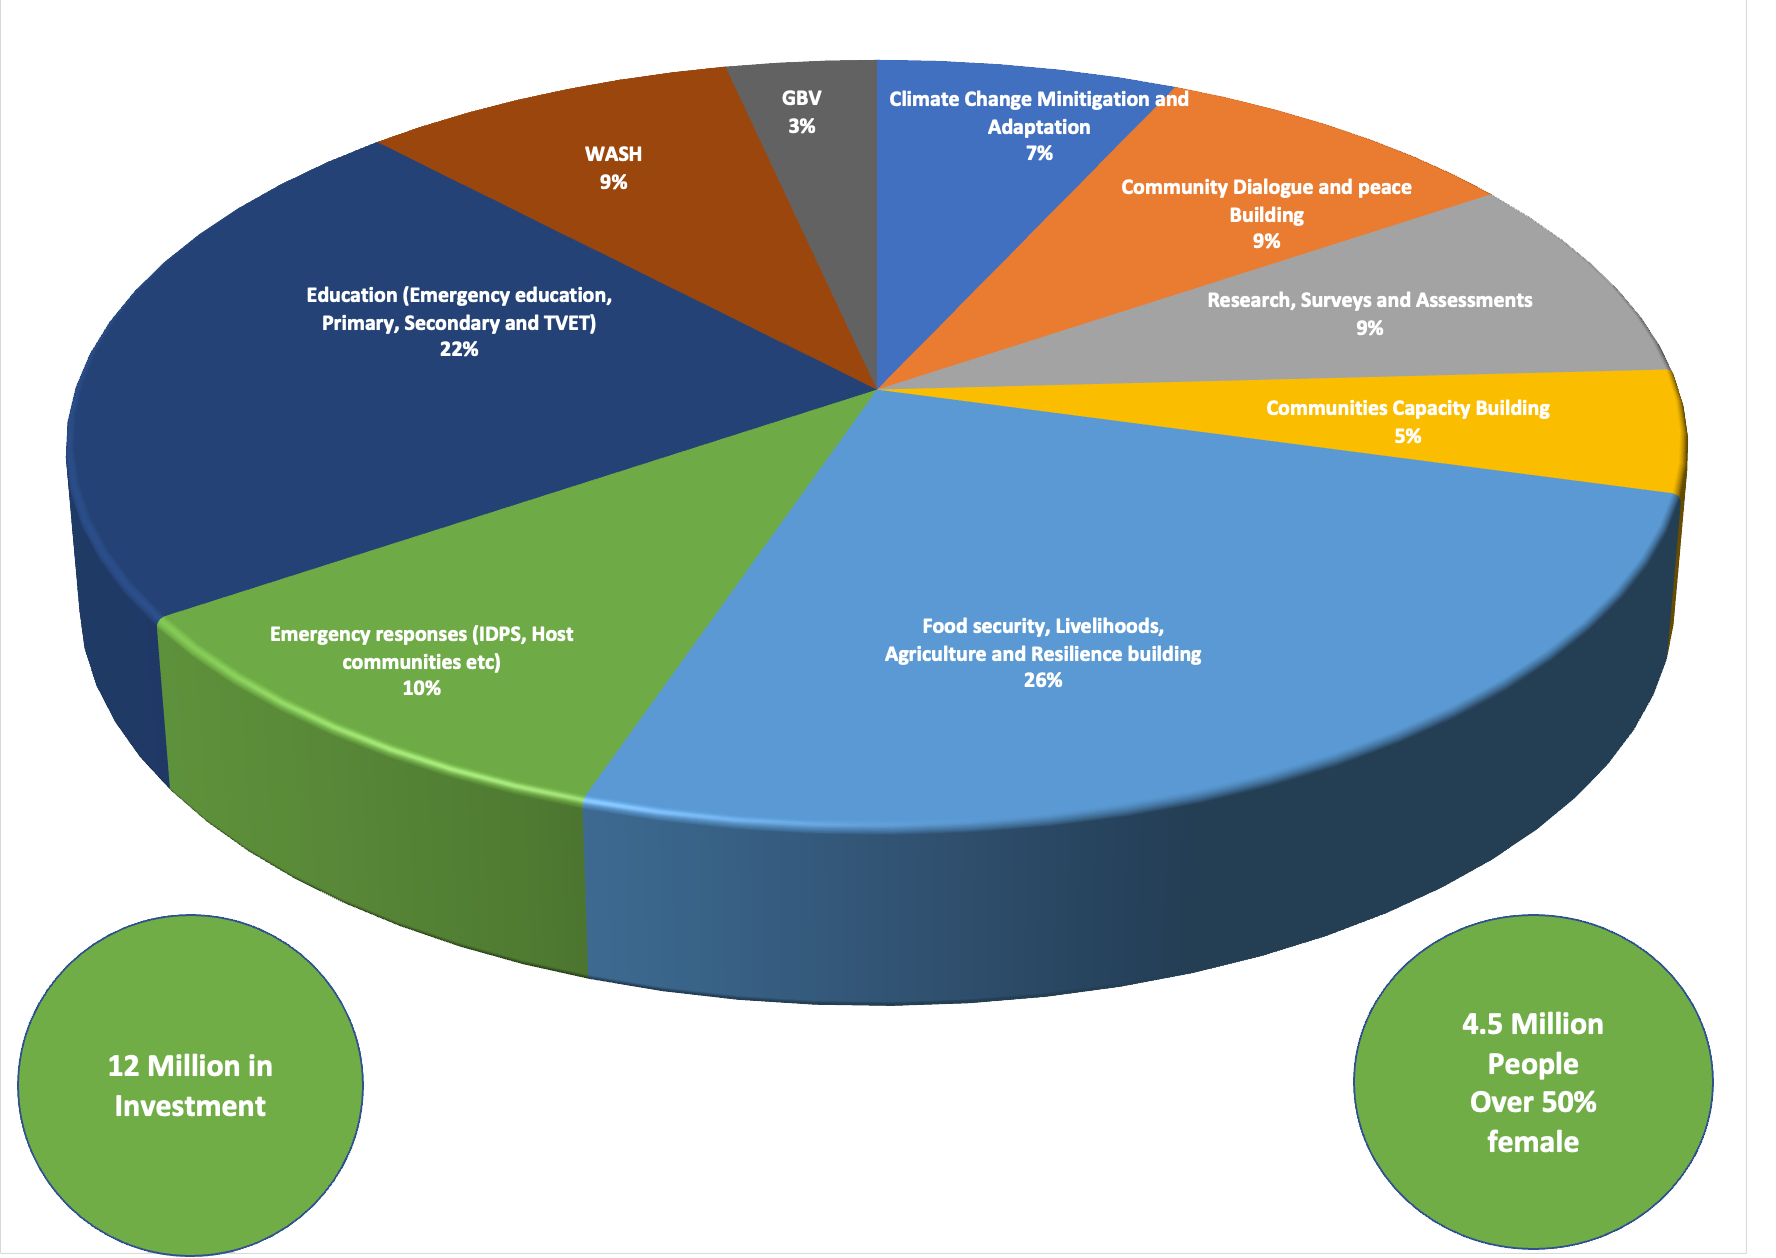 GBV
3%
Climate Change Minitigation and
Adaptation
7%
WASH
9%
Community Dialogue and peace
Building
9%
Education (Emergency education,
Primary, Secondary and TVET)
22%
Research, Surveys and Assessments
9%
Communities Capacity Building
5%
Emergency responses (IDPS, Host
communities etc)
10%
Food security, Livelihoods,
Agriculture and Resilience building
26%
12 Million in
Investment
4.5 Million
People
Over 50%
female